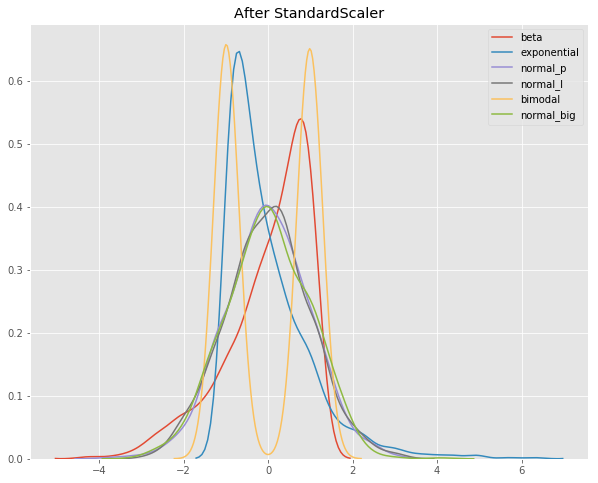 After StandardScaler
beta
exponential
normal_p
normal_l
bimodal
normal_big
0.6
0.5
0.4
0.3
0.2
0.1
0.0
−4 −2 0 2 4 6